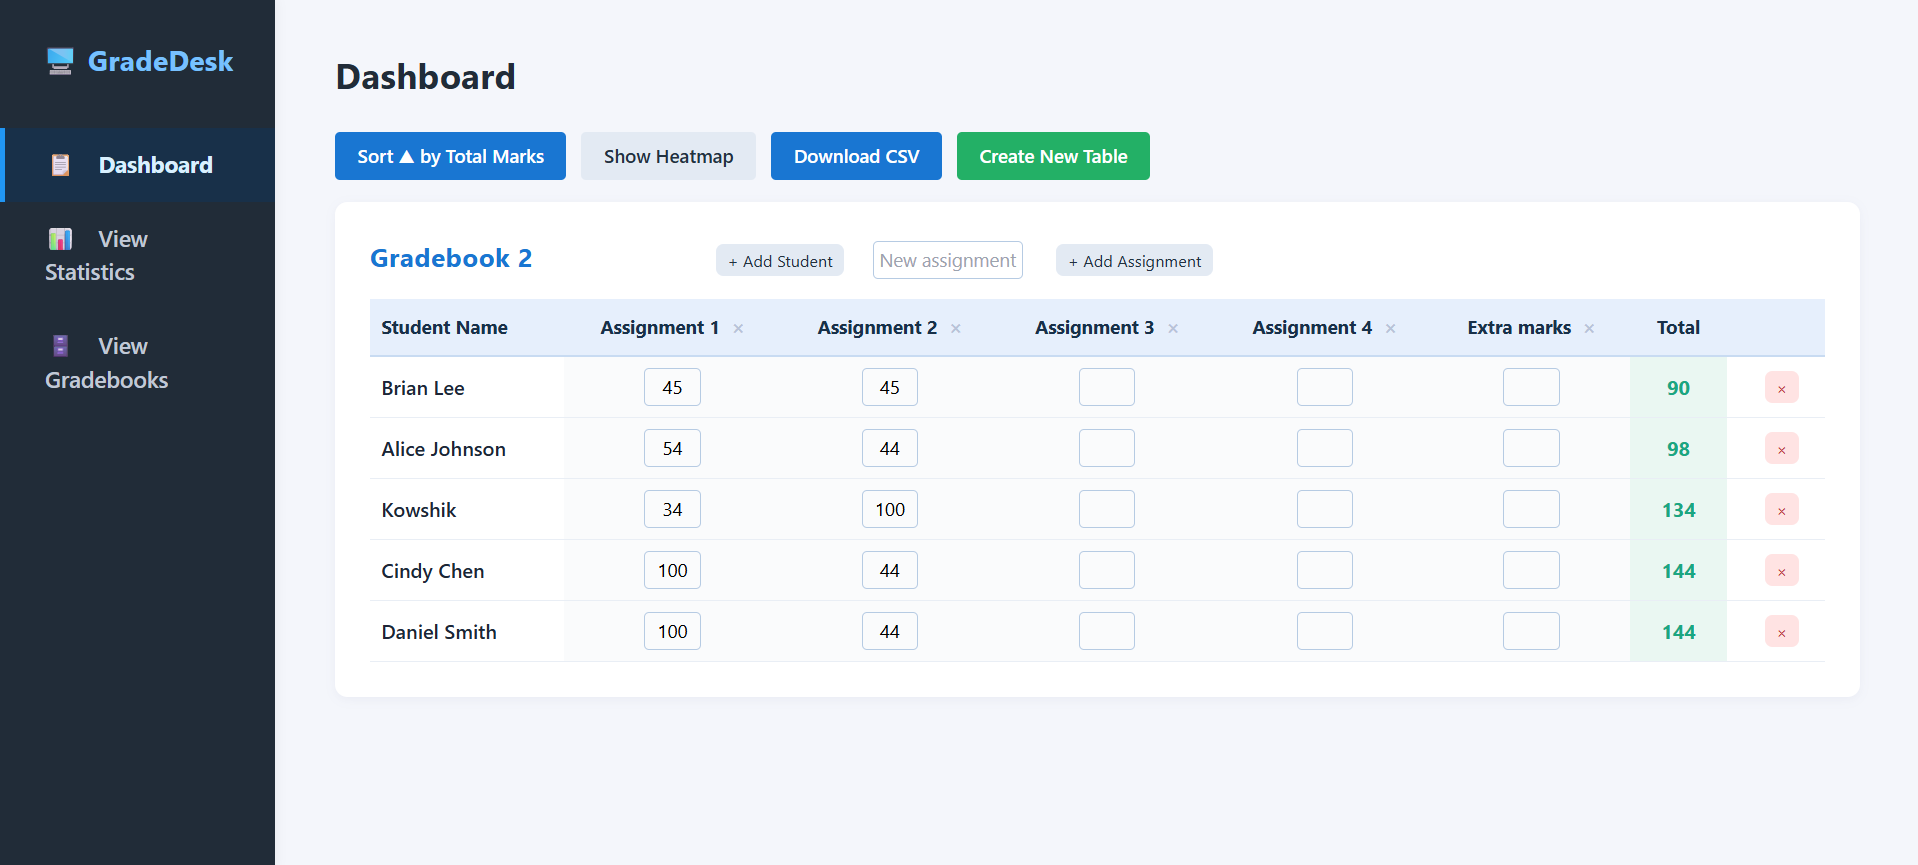 GradeDesk
Dashboard
View
Statistics
View
Gradebooks
Dashboard
Sort ▲ by Total Marks Show Heatmap Download CSV Create New Table
Gradebook 2 + Add Student New assignment + Add Assignment
Student Name Assignment 1 × Assignment 2 × Assignment 3 × Assignment 4 × Extra marks × Total
Brian Lee 45 45 90 ×
Alice Johnson 54 44 98 ×
Kowshik 34 100 134 ×
Cindy Chen 100 44 144 ×
Daniel Smith 100 44 144 ×